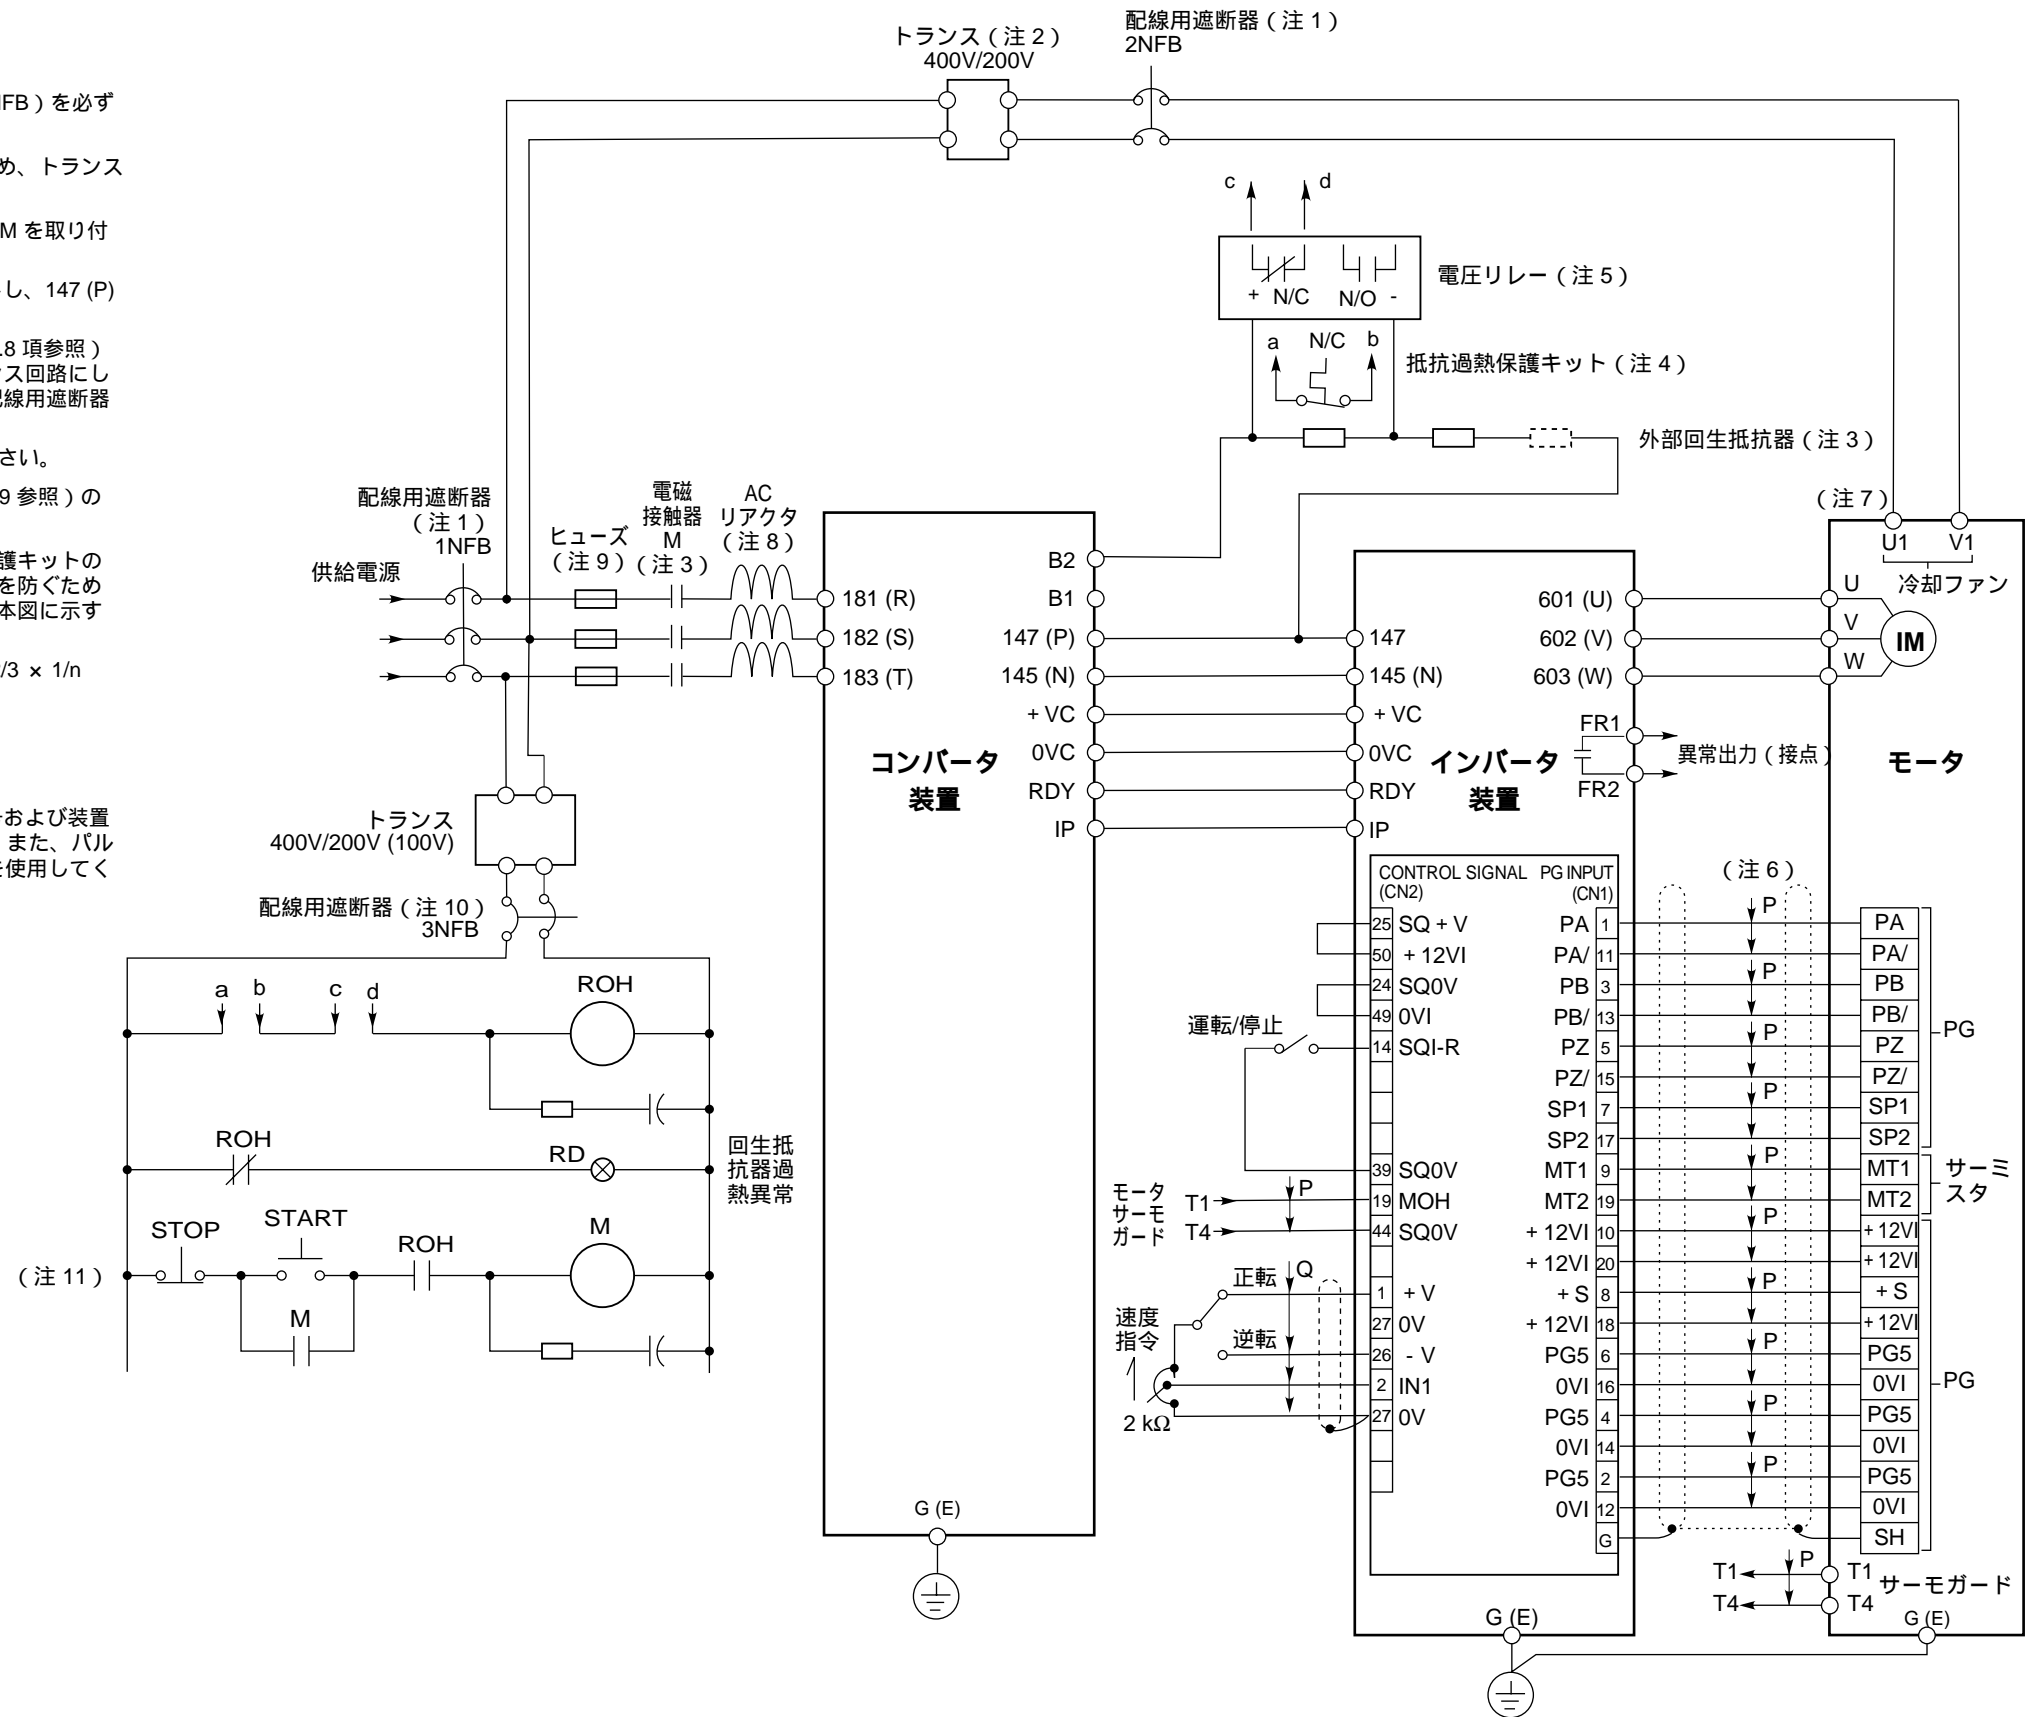 配線用遮断器（注 1）
2NFB
トランス（注 2）
400V/200V
NFB）を必ず
め、トランス
M を取り付
し、147 (P)
.8 項参照）
ス回路にし
配線用遮断器
さい。
9 参照）の
護キットの
を防ぐため
本図に示す
/3 × 1/n
および装置
また、パル
を使用してく
c
d
+ N/C
N/O -
電圧リレー（注 5）
a
N/C
b
抵抗過熱保護キット（注 4）
外部回生抵抗器（注 3）
配線用遮断器
（注 1）
1NFB
供給電源
ヒューズ
（注 9）
電磁
接触器
M
（注 3）
AC
リアクタ
（注 8）
181 (R)
182 (S)
183 (T)
コンバータ
装置
B2
B1
147 (P)
145 (N)
+ VC
0VC
RDY
IP
G (E)
147
145 (N)
+ VC
0VC
RDY
IP
インバータ
装置
601 (U)
602 (V)
603 (W)
FR1
FR2
異常出力（接点）
（注 7）
U1
V1
冷却ファン
U
V
W
IM
モータ
トランス
400V/200V (100V)
配線用遮断器（注 10）
3NFB
a
b
c
d
ROH
ROH
RD
回生抵
抗器過
熱異常
（注 11）
STOP
START
ROH
M
M
CONTROL SIGNAL
(CN2)
PG INPUT
(CN1)
25 SQ + V
50 + 12VI
24 SQ0V
49 0VI
14 SQI-R
39 SQ0V
19 MOH
44 SQ0V
1 + V
27 0V
26 - V
2 IN1
27 0V
運転/停止
モータ
サーモ
ガード
T1
T4
P
正転
Q
逆転
速度
指令
2 kΩ
PA 1
PA/ 11
PB 3
PB/ 13
PZ 5
PZ/ 15
SP1 7
SP2 17
MT1 9
MT2 19
+ 12VI 10
+ 12VI 20
+ S 8
+ 12VI 18
PG5 6
0VI 16
PG5 4
0VI 14
PG5 2
0VI 12
G
（注 6）
P
P
P
P
P
P
P
P
P
P
PA
PA/
PB
PB/
PZ
PZ/
SP1
SP2
MT1
MT2
+ 12VI
+ 12VI
+ S
+ 12VI
PG5
0VI
PG5
0VI
PG5
0VI
SH
PG
サーミ
スタ
PG
T1
T4
P
T1
T4
サーモガード
G (E)
G (E)